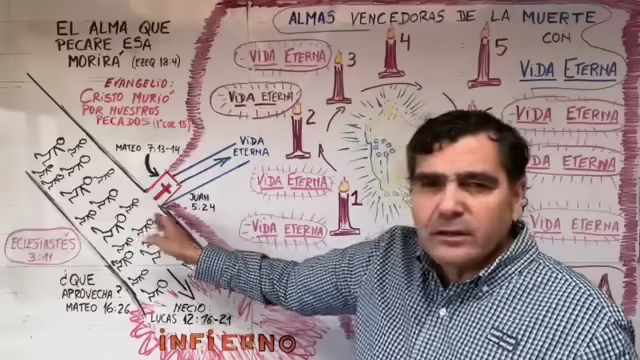 EL ALMA QUE
PECARE ESA
MORIRÁ (EZEQ 18:4)
EVANGELIO:
CRISTO MURIÓ
POR NUESTROS
PECADOS (1ª COR 15)
MATEO 7:13-14
VIDA
ETERNA
JUAN
5:24
ECLESIASTÉS
3:11
¿QUE
APROVECHA?
MATEO 16:26
NECIO
LUCAS 12:16-21
INFIERNO
ALMAS VENCEDORAS DE LA MUERTE
CON
VIDA ETERNA
VIDA ETERNA
VIDA ETERNA
VIDA ETERNA
VIDA ETERNA
1
2
3
4
5
VIDA ETERNA
VIDA ETERNA
VIDA ETERNA